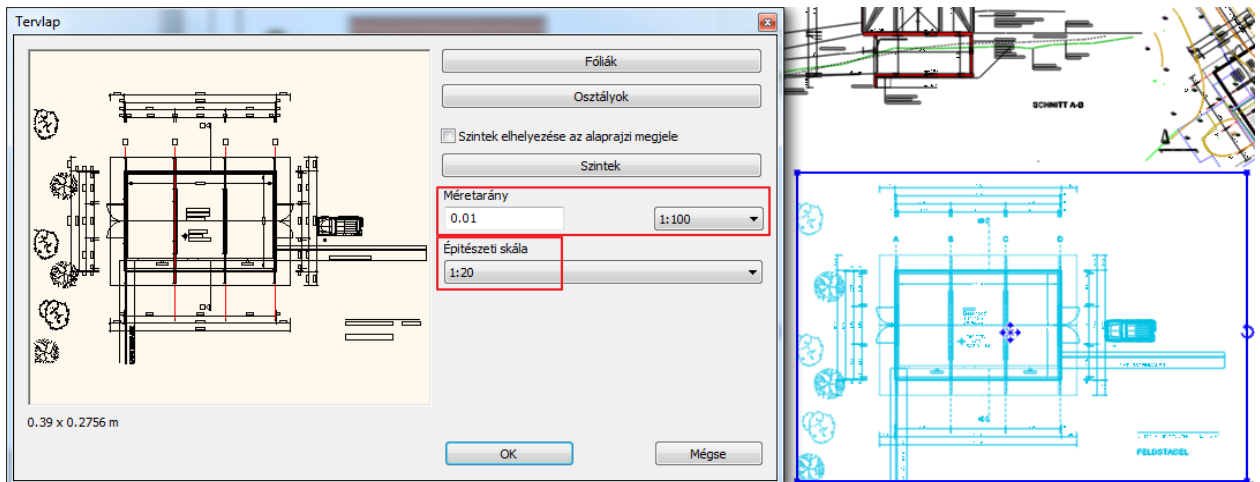 Tervlap
Fóliák
Osztályok
Szintek elhelyezése az alaprajzi megjele
Szintek
Méretarány
0.01
1:100
Építészeti skála
1:20
0.39 x 0.2756 m
OK
Mégse
SCHNITT A-B
A B C D
FELDSTADEL